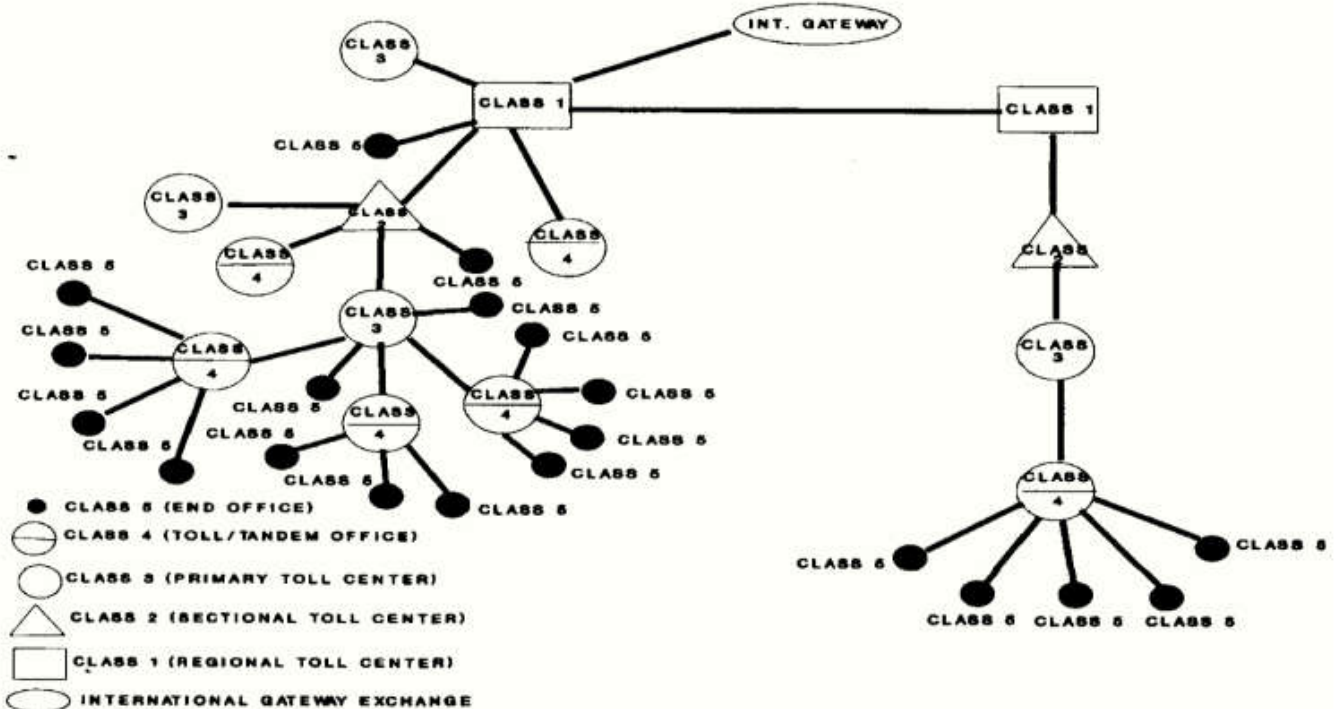 INT. GATEWAY
CLASS
3
CLASS 1
CLASS 1
CLASS 5
CLASS
3
CLASS
2
CLASS
4
CLASS
4
CLASS
2
CLASS 5
CLASS 5
CLASS
3
CLASS 5
CLASS 5
CLASS
4
CLASS 5
CLASS
3
CLASS 5
CLASS
4
CLASS 5
CLASS 5
CLASS 5
CLASS
4
CLASS 5
CLASS 5
CLASS 5
CLASS 5
CLASS 5
CLASS 5
CLASS
4
CLASS 5
CLASS 5
CLASS 5
CLASS 5
CLASS 5
CLASS 5 (END OFFICE)
CLASS 4 (TOLL/TANDEM OFFICE)
CLASS 3 (PRIMARY TOLL CENTER)
CLASS 2 (SECTIONAL TOLL CENTER)
CLASS 1 (REGIONAL TOLL CENTER)
INTERNATIONAL GATEWAY EXCHANGE